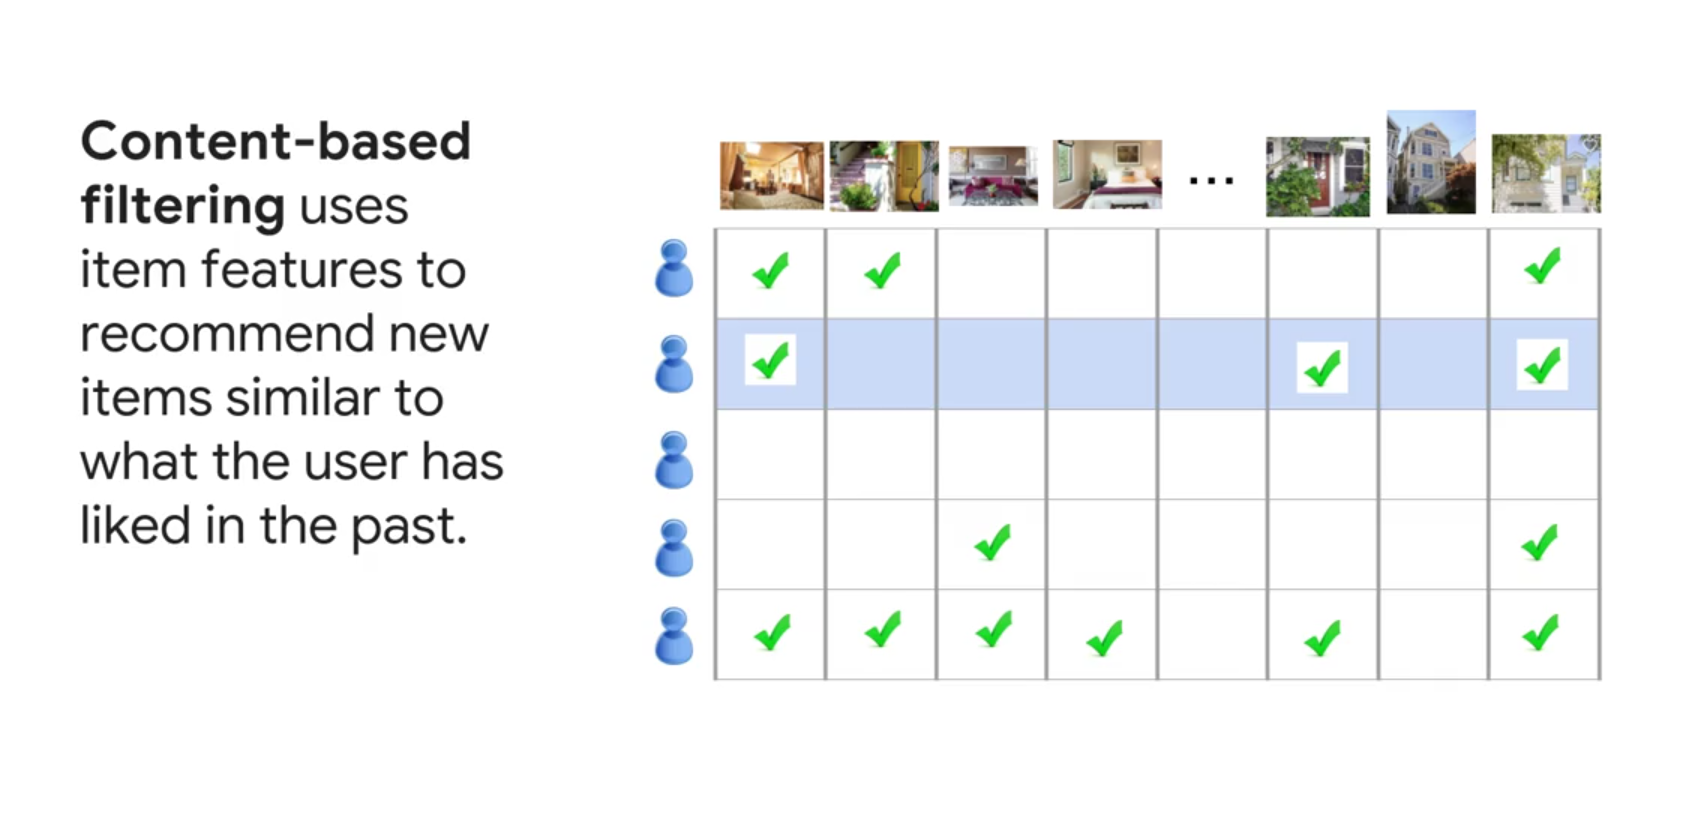 Content-based
filtering uses
item features to
recommend new
items similar to
what the user has
liked in the past.
...